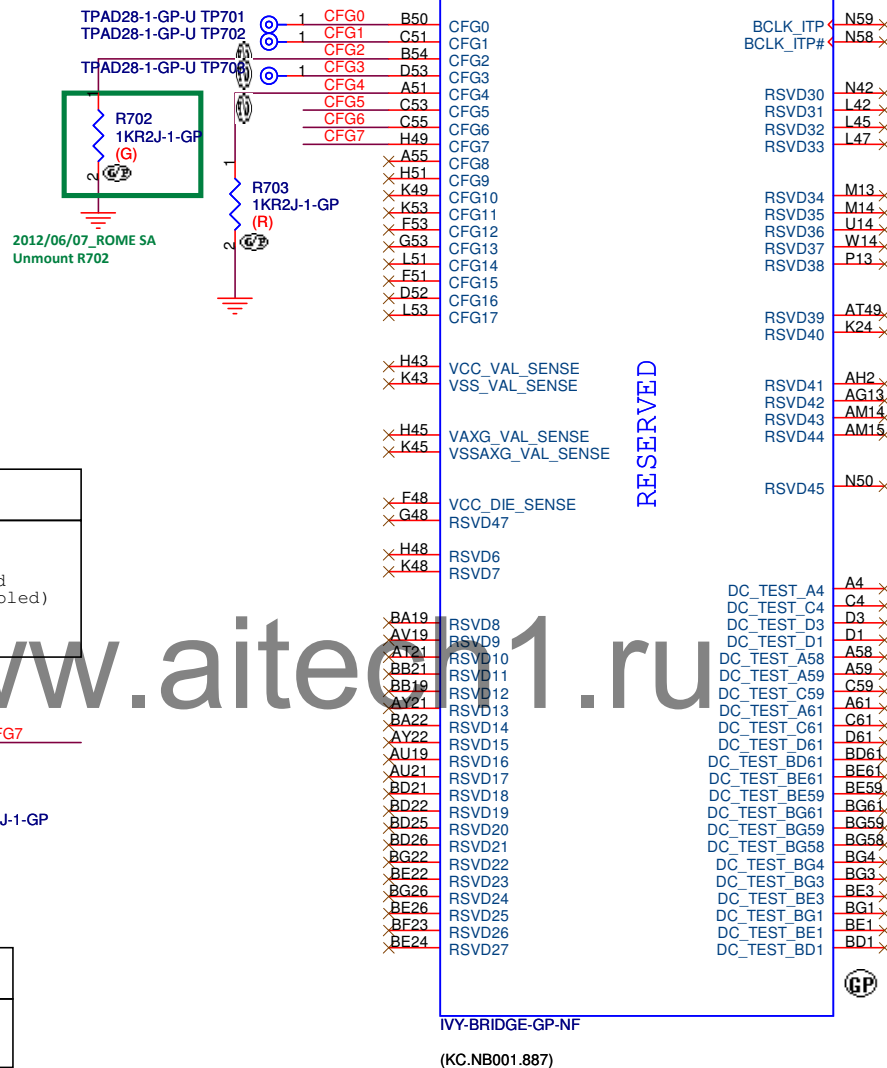 TPAD28-1-GP-U TP701 1 CFG0 B50 CFG0
TPAD28-1-GP-U TP702 1 CFG1 C51 CFG1
CFG2 B54 CFG2
TPAD28-1-GP-U TP703 1 CFG3 D53 CFG3
CFG4 A51 CFG4
CFG5 C53 CFG5
CFG6 C55 CFG6
CFG7 H49 CFG7
A55 CFG8
H51 CFG9
K49 CFG10
K53 CFG11
F53 CFG12
G53 CFG13
L51 CFG14
F51 CFG15
D52 CFG16
L53 CFG17
1
R702
1KR2J-1-GP
(G)
2
G/P
2012/06/07_ROME SA
Unmount R702
1
R703
1KR2J-1-GP
(R)
2
G/P
H43 VCC_VAL_SENSE
K43 VSS_VAL_SENSE
H45 VAXG_VAL_SENSE
K45 VSSAXG_VAL_SENSE
F48 VCC_DIE_SENSE
G48 RSVD47
H48 RSVD6
K48 RSVD7
BA19 RSVD8
AV19 RSVD9
AT21 RSVD10
BB21 RSVD11
BB19 RSVD12
AY21 RSVD13
BA22 RSVD14
AY22 RSVD15
AU19 RSVD16
AU21 RSVD17
BD21 RSVD18
BD22 RSVD19
BD25 RSVD20
BD26 RSVD21
BG22 RSVD22
BE22 RSVD23
BG26 RSVD24
BE26 RSVD25
BF23 RSVD26
BE24 RSVD27
RESERVED
BCLK_ITP N59
BCLK_ITP# N58
RSVD30 N42
RSVD31 L42
RSVD32 L45
RSVD33 L47
RSVD34 M13
RSVD35 M14
RSVD36 U14
RSVD37 W14
RSVD38 P13
RSVD39 AT49
RSVD40 K24
RSVD41 AH2
RSVD42 AG13
RSVD43 AM14
RSVD44 AM15
RSVD45 N50
DC_TEST_A4 A4
DC_TEST_C4 C4
DC_TEST_D3 D3
DC_TEST_D1 D1
DC_TEST_A58 A58
DC_TEST_A59 A59
DC_TEST_C59 C59
DC_TEST_A61 A61
DC_TEST_C61 C61
DC_TEST_D61 D61
DC_TEST_BD61 BD61
DC_TEST_BE61 BE61
DC_TEST_BE59 BE59
DC_TEST_BG61 BG61
DC_TEST_BG59 BG59
DC_TEST_BG58 BG58
DC_TEST_BG4 BG4
DC_TEST_BG3 BG3
DC_TEST_BE3 BE3
DC_TEST_BG1 BG1
DC_TEST_BE1 BE1
DC_TEST_BD1 BD1
GP
IVY-BRIDGE-GP-NF
(KC.NB001.887)
d
oled)
w.aitech1.ru
FG7
J-1-GP